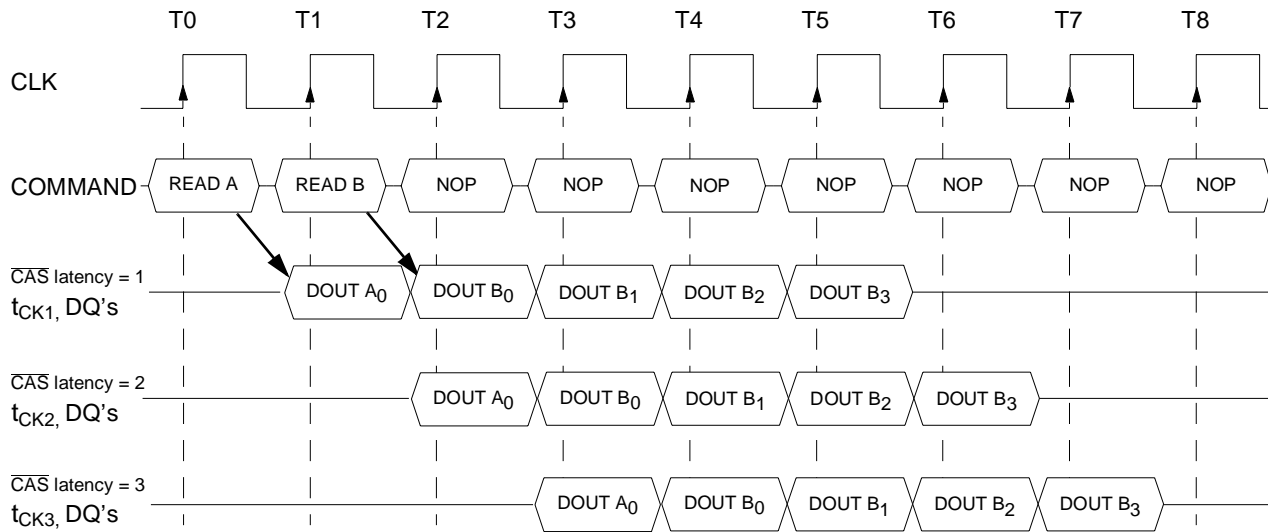 T0 T1 T2 T3 T4 T5 T6 T7 T8
CLK
COMMAND READ A READ B NOP NOP NOP NOP NOP NOP NOP
CAS latency = 1
tCK1, DQ’s DOUT A0 DOUT B0 DOUT B1 DOUT B2 DOUT B3
CAS latency = 2
tCK2, DQ’s DOUT A0 DOUT B0 DOUT B1 DOUT B2 DOUT B3
CAS latency = 3
tCK3, DQ’s DOUT A0 DOUT B0 DOUT B1 DOUT B2 DOUT B3